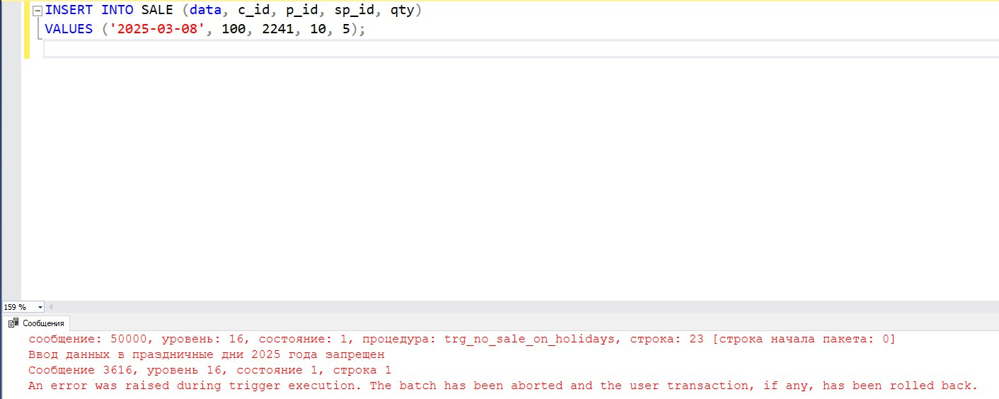 INSERT INTO SALE (data, c_id, p_id, sp_id, qty)
VALUES ('2025-03-08', 100, 2241, 10, 5);
159 %
Сообщения
сообщение: 50000, уровень: 16, состояние: 1, процедура: trg_no_sale_on_holidays, строка: 23 [строка начала пакета: 0]
Ввод данных в праздничные дни 2025 года запрещен
Сообщение 3616, уровень 16, состояние 1, строка 1
An error was raised during trigger execution. The batch has been aborted and the user transaction, if any, has been rolled back.